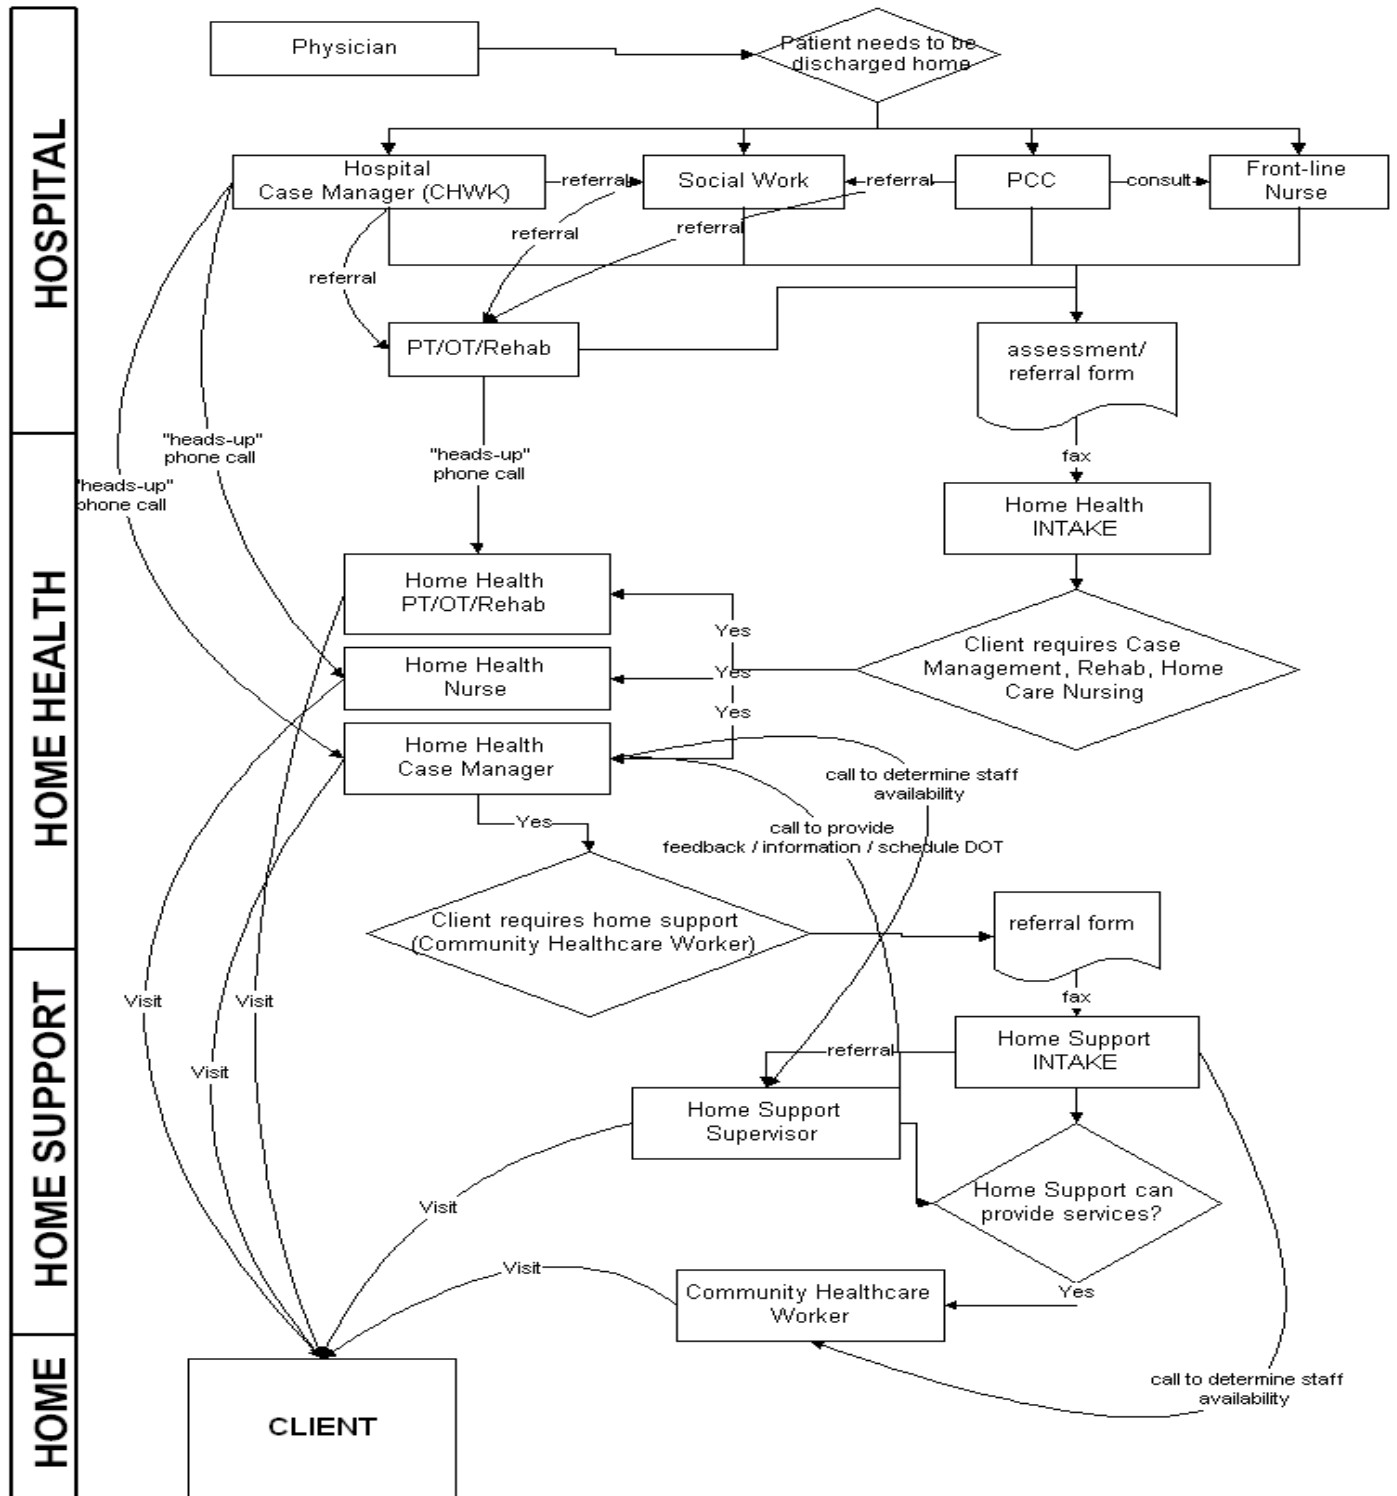 HOSPITAL
HOME HEALTH
HOME SUPPORT
HOME
Physician
Patient needs to be
discharged home
Hospital
Case Manager (CHWK)
referral
Social Work
referral
PCC
consult
Front-line
Nurse
referral
referral
referral
PT/OT/Rehab
assessment/
referral form
"heads-up"
phone call
"heads-up"
phone call
"heads-up"
phone call
fax
Home Health
INTAKE
Home Health
PT/OT/Rehab
Yes
Client requires Case
Management, Rehab, Home
Care Nursing
Home Health
Nurse
Yes
Yes
Home Health
Case Manager
call to determine staff
availability
Yes
call to provide
feedback / information / schedule DOT
Client requires home support
(Community Healthcare Worker)
referral form
fax
Visit
Visit
Visit
referral
Home Support
INTAKE
Home Support
Supervisor
Home Support can
provide services?
Visit
Visit
Community Healthcare
Worker
Yes
call to determine staff
availability
CLIENT